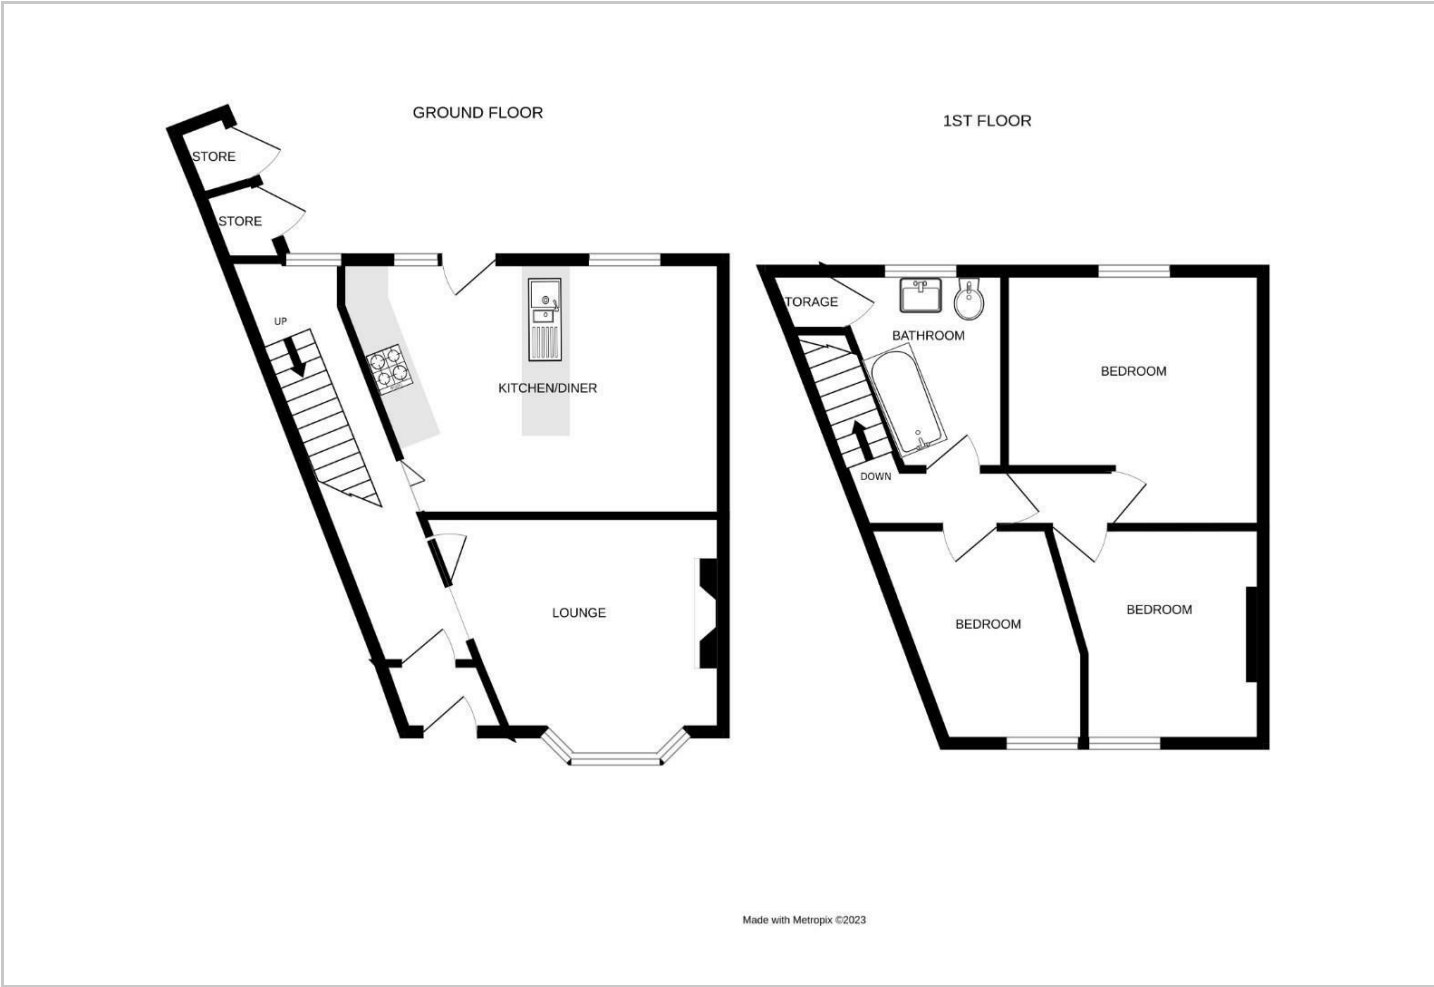 GROUND FLOOR
1ST FLOOR
STORE
STORE
UP
KITCHEN/DINER
LOUNGE
TORAGE
BATHROOM
BEDROOM
DOWN
BEDROOM
BEDROOM
Made with Metropix ©2023